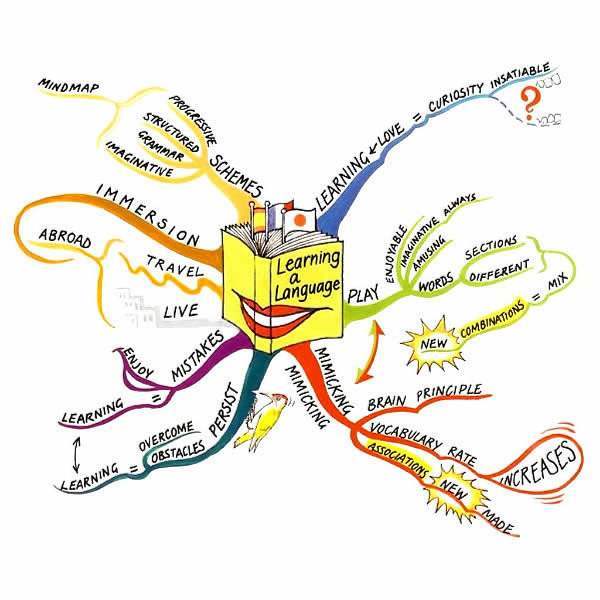 Learning
a
Language
LEARNING & LOVE = CURIOSITY INSATIABLE
?
PLAY
ENJOYABLE
IMAGINATIVE ALWAYS
AMUSING
WORDS
SECTIONS
DIFFERENT
MIX
=
COMBINATIONS
NEW
MIMICKING
MIMICKING
BRAIN PRINCIPLE
VOCABULARY RATE
INCREASES
ASSOCIATIONS
NEW
MADE
PERSIST
OVERCOME
OBSTACLES
= LEARNING
MISTAKES
ENJOY
= LEARNING
LIVE
TRAVEL
ABROAD
IMMERSION
SCHEMES
PROGRESSIVE
STRUCTURED
GRAMMAR
IMAGINATIVE
MINDMAP